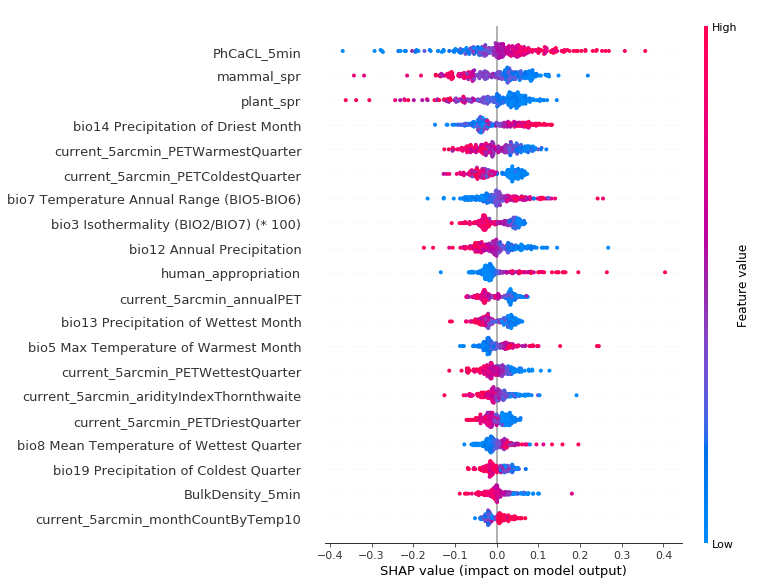 High
PhCaCL_5min
mammal_spr
plant_spr
bio14 Precipitation of Driest Month
current_5arcmin_PETWarmestQuarter
current_5arcmin_PETColdestQuarter
bio7 Temperature Annual Range (BIO5-BIO6)
bio3 Isothermality (BIO2/BIO7) (* 100)
bio12 Annual Precipitation
human_appropriation
current_5arcmin_annualPET
bio13 Precipitation of Wettest Month
bio5 Max Temperature of Warmest Month
current_5arcmin_PETWettestQuarter
current_5arcmin_aridityIndexThornthwaite
current_5arcmin_PETDriestQuarter
bio8 Mean Temperature of Wettest Quarter
bio19 Precipitation of Coldest Quarter
BulkDensity_5min
current_5arcmin_monthCountByTemp10
Feature value
Low
−0.4 −0.3 −0.2 −0.1 0.0 0.1 0.2 0.3 0.4
SHAP value (impact on model output)